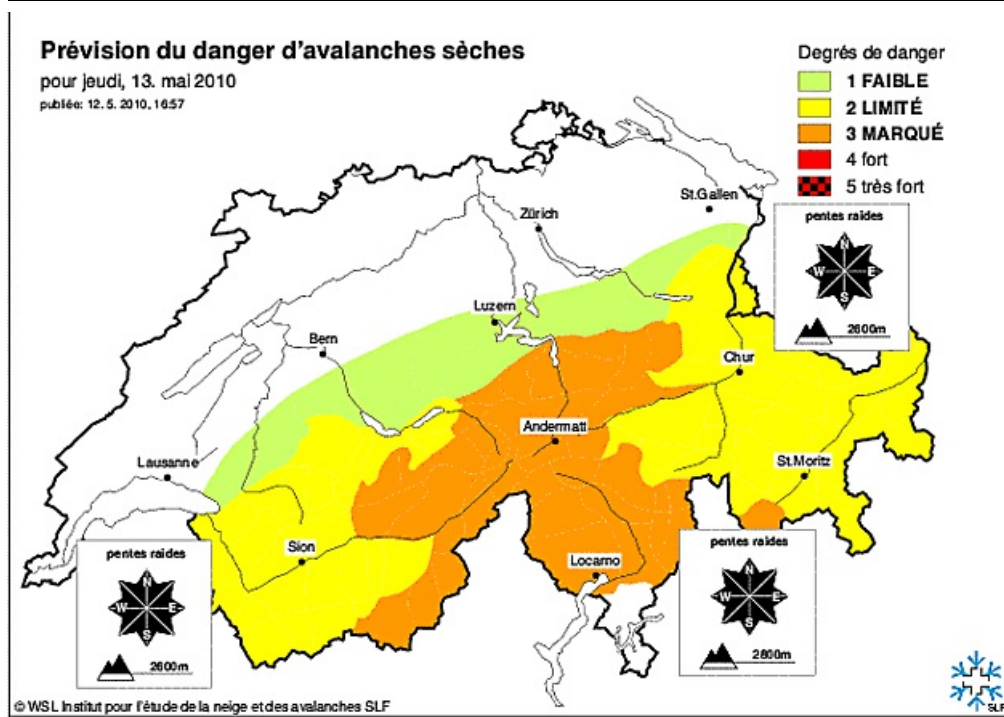 Prévision du danger d'avalanches sèches
pour jeudi, 13. mai 2010
publiée: 12. 5. 2010, 16:57
Degrés de danger
1 FAIBLE
2 LIMITÉ
3 MARQUÉ
4 fort
5 très fort
St.Gallen
Zürich
Luzern
Bern
Chur
Andermatt
Lausanne
St.Moritz
Sion
Locarno
pentes raides
N
W E
S
2600m
pentes raides
N
W E
S
2600m
pentes raides
N
W E
S
2800m
© WSL Institut pour l'étude de la neige et des avalanches SLF
SLF